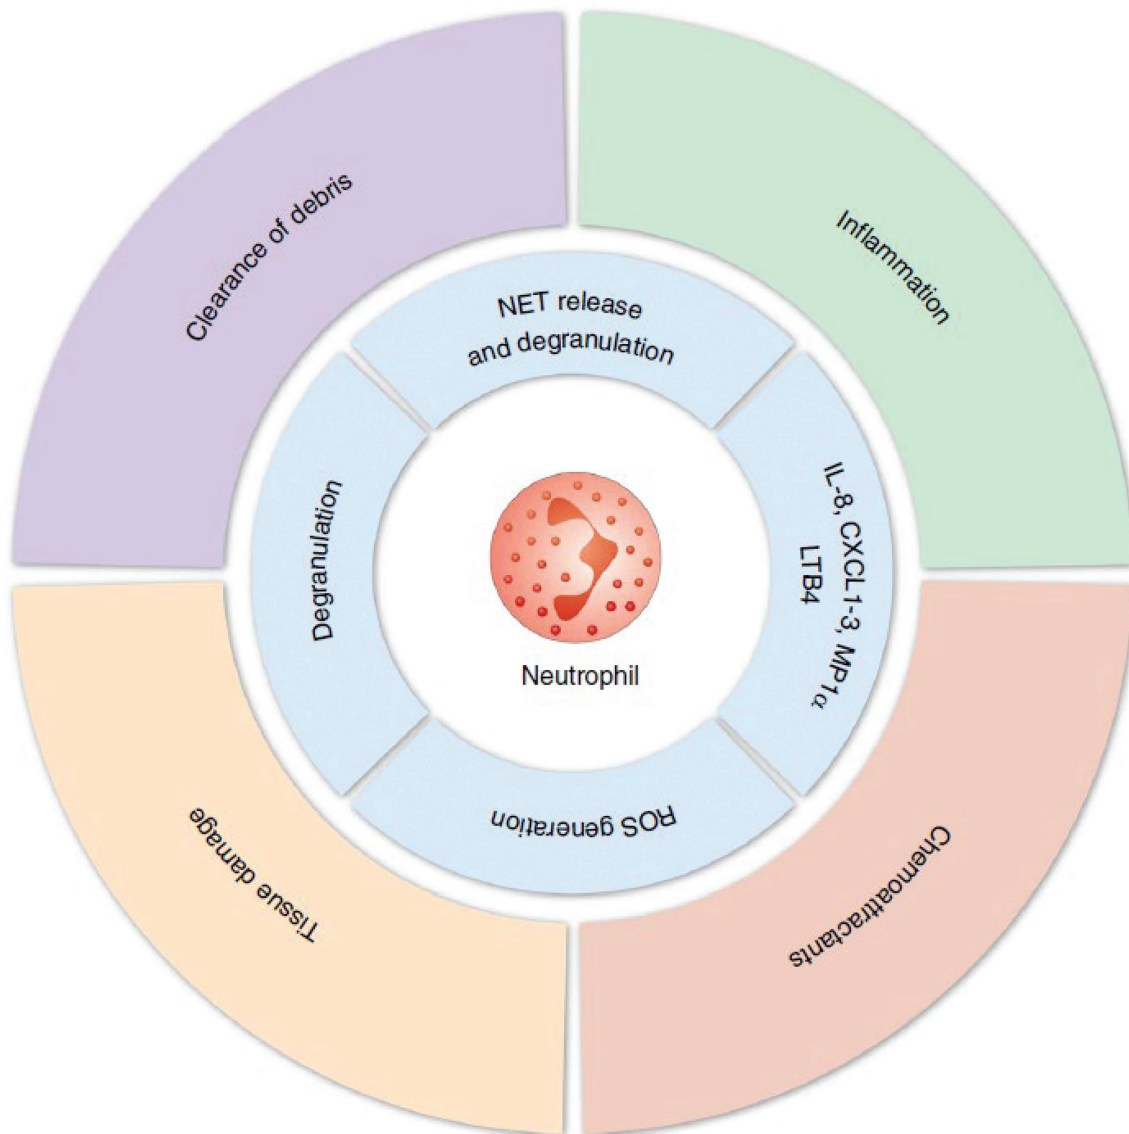 Clearance of debris
Inflammation
NET release
and degranulation
Degranulation
IL-8, CXCL1-3, MP1α
LTB4
Neutrophil
ROS generation
Tissue damage
Chemoattractants